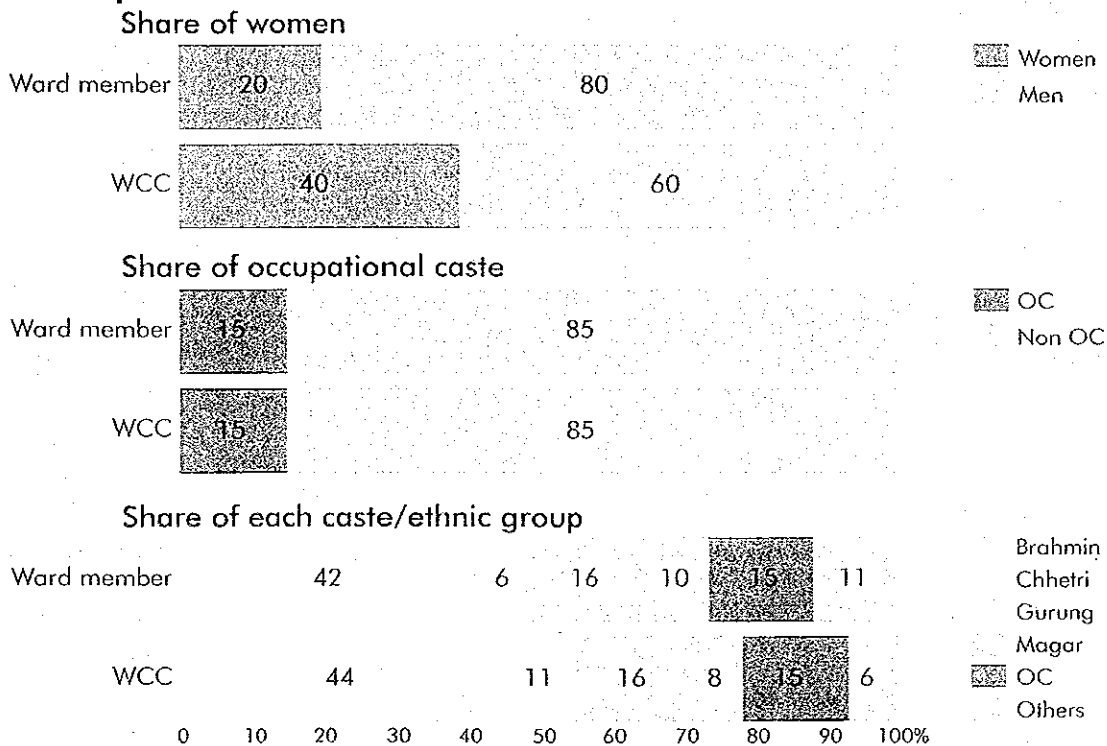 Share of women
Ward member 20 80
WCC 40 60
Women
Men
Share of occupational caste
Ward member 15 85
WCC 15 85
OC
Non OC
Share of each caste/ethnic group
Ward member 42 6 16 10 15 11
WCC 44 11 16 8 15 6
Brahmin
Chhetri
Gurung
Magar
OC
Others
0 10 20 30 40 50 60 70 80 90 100%